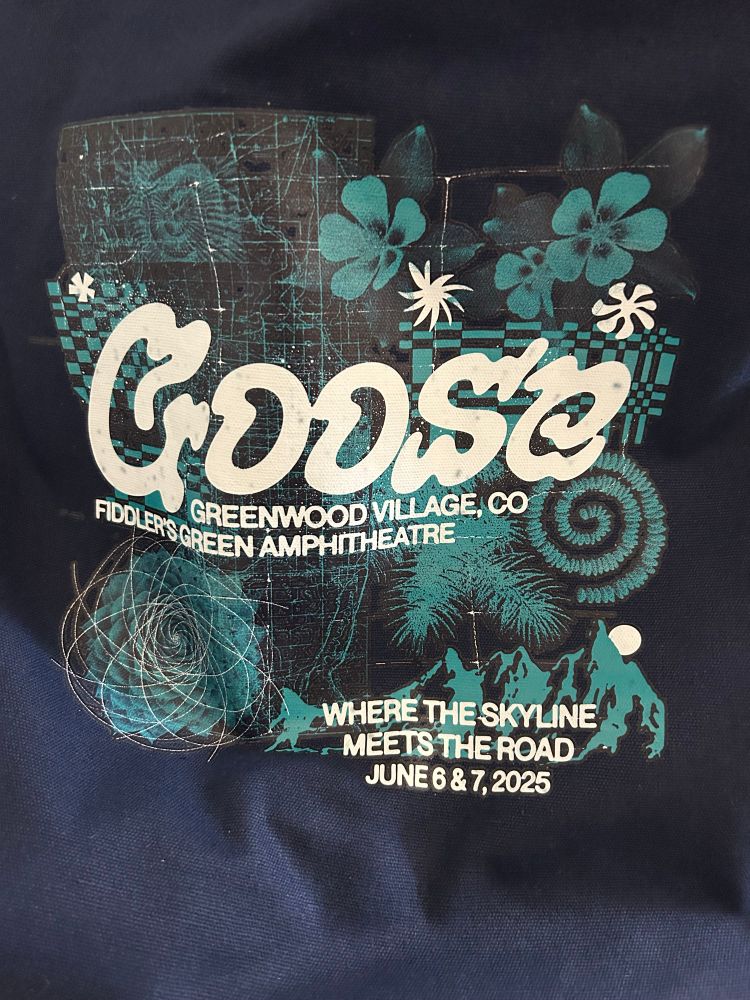 Goose
GREENWOOD VILLAGE, CO
FIDDLER'S GREEN AMPHITHEATRE
WHERE THE SKYLINE
MEETS THE ROAD
JUNE 6 & 7, 2025